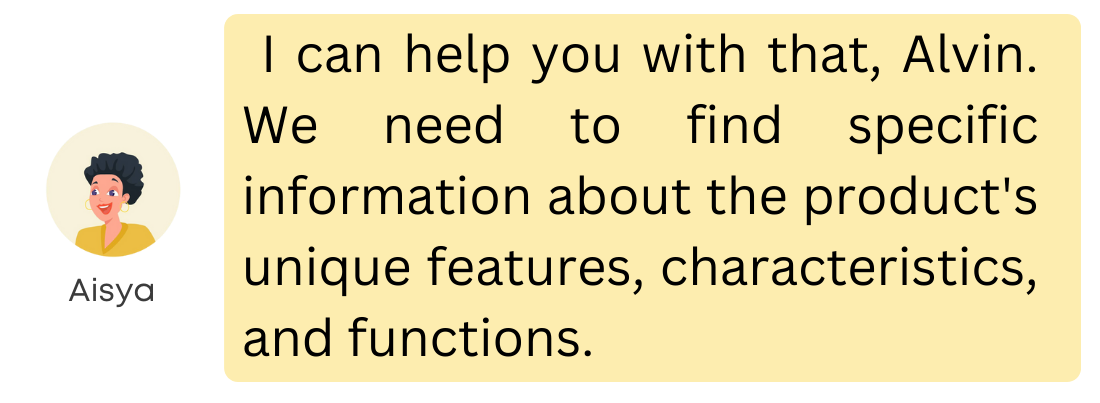 I can help you with that, Alvin.
We need to find specific
information about the product's
unique features, characteristics,
and functions.
Aisya